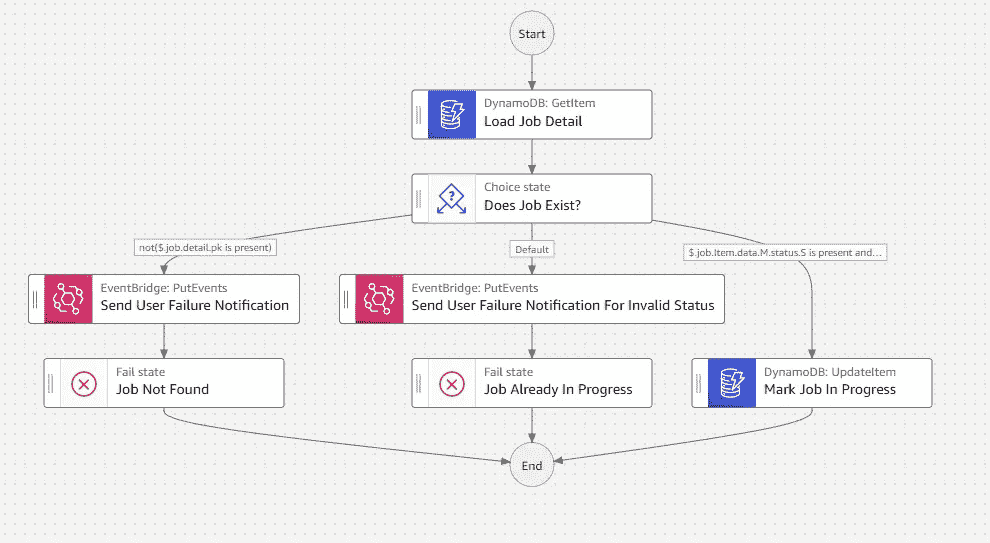 Start
DynamoDB: GetItem
Load Job Detail
Choice state
Does Job Exist?
not($.job.detail.pk is present)
Default
$.job.Item.data.M.status.S is present and...
EventBridge: PutEvents
Send User Failure Notification
EventBridge: PutEvents
Send User Failure Notification For Invalid Status
Fail state
Job Not Found
Fail state
Job Already In Progress
DynamoDB: UpdateItem
Mark Job In Progress
End